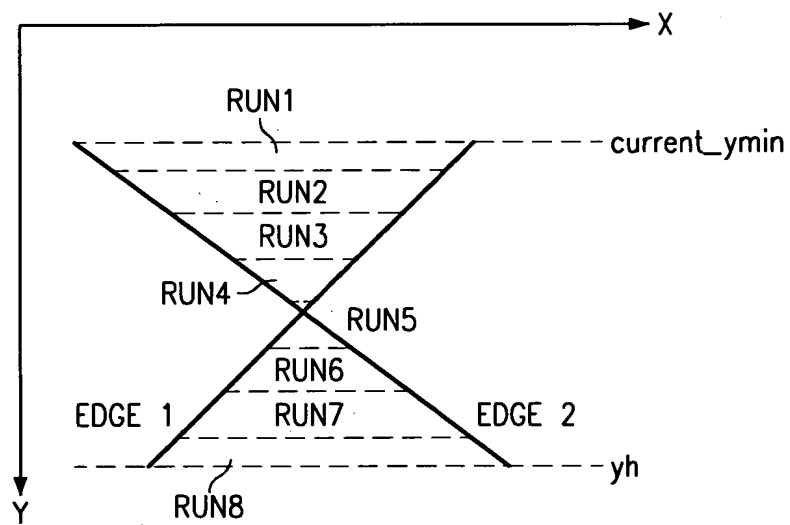 X
RUN1
current_ymin
RUN2
RUN3
RUN4
RUN5
RUN6
EDGE 1
RUN7
EDGE 2
yh
RUN8
Y